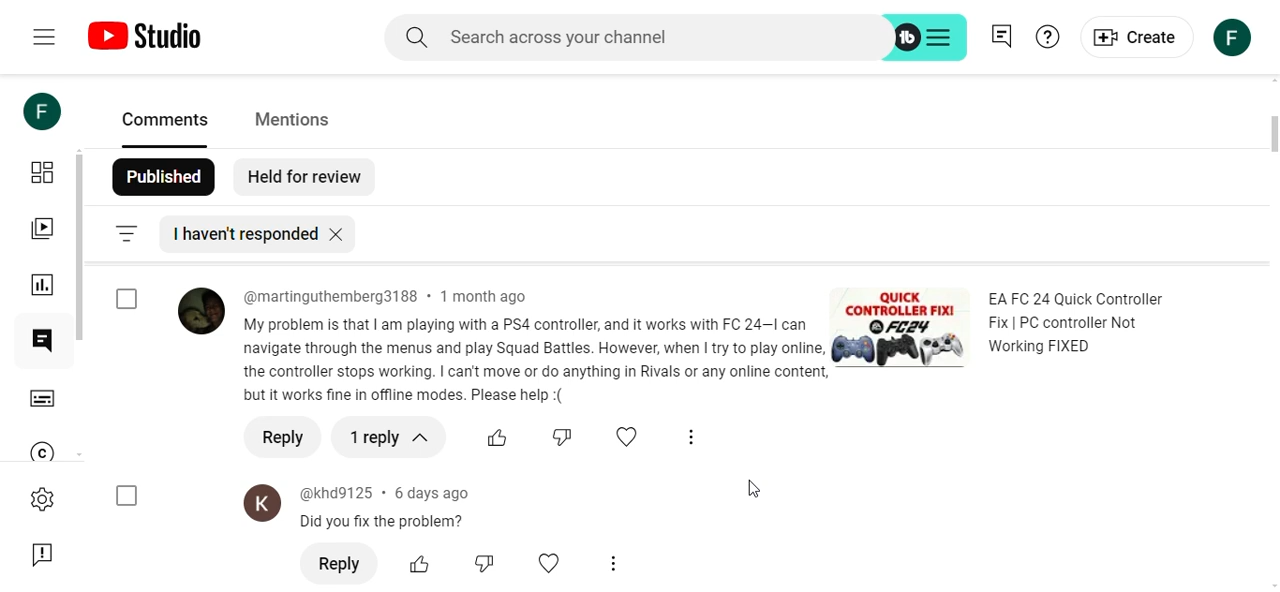 Studio
Search across your channel
Create
F
F
Comments
Mentions
Published
Held for review
I haven't responded
@martinguthemberg3188 • 1 month ago
My problem is that I am playing with a PS4 controller, and it works with FC 24—I can
navigate through the menus and play Squad Battles. However, when I try to play online,
the controller stops working. I can't move or do anything in Rivals or any online content,
but it works fine in offline modes. Please help :(
QUICK
CONTROLLER FIX!
FC24
EA FC 24 Quick Controller
Fix | PC controller Not
Working FIXED
Reply
1 reply
K
@khd9125 • 6 days ago
Did you fix the problem?
Reply